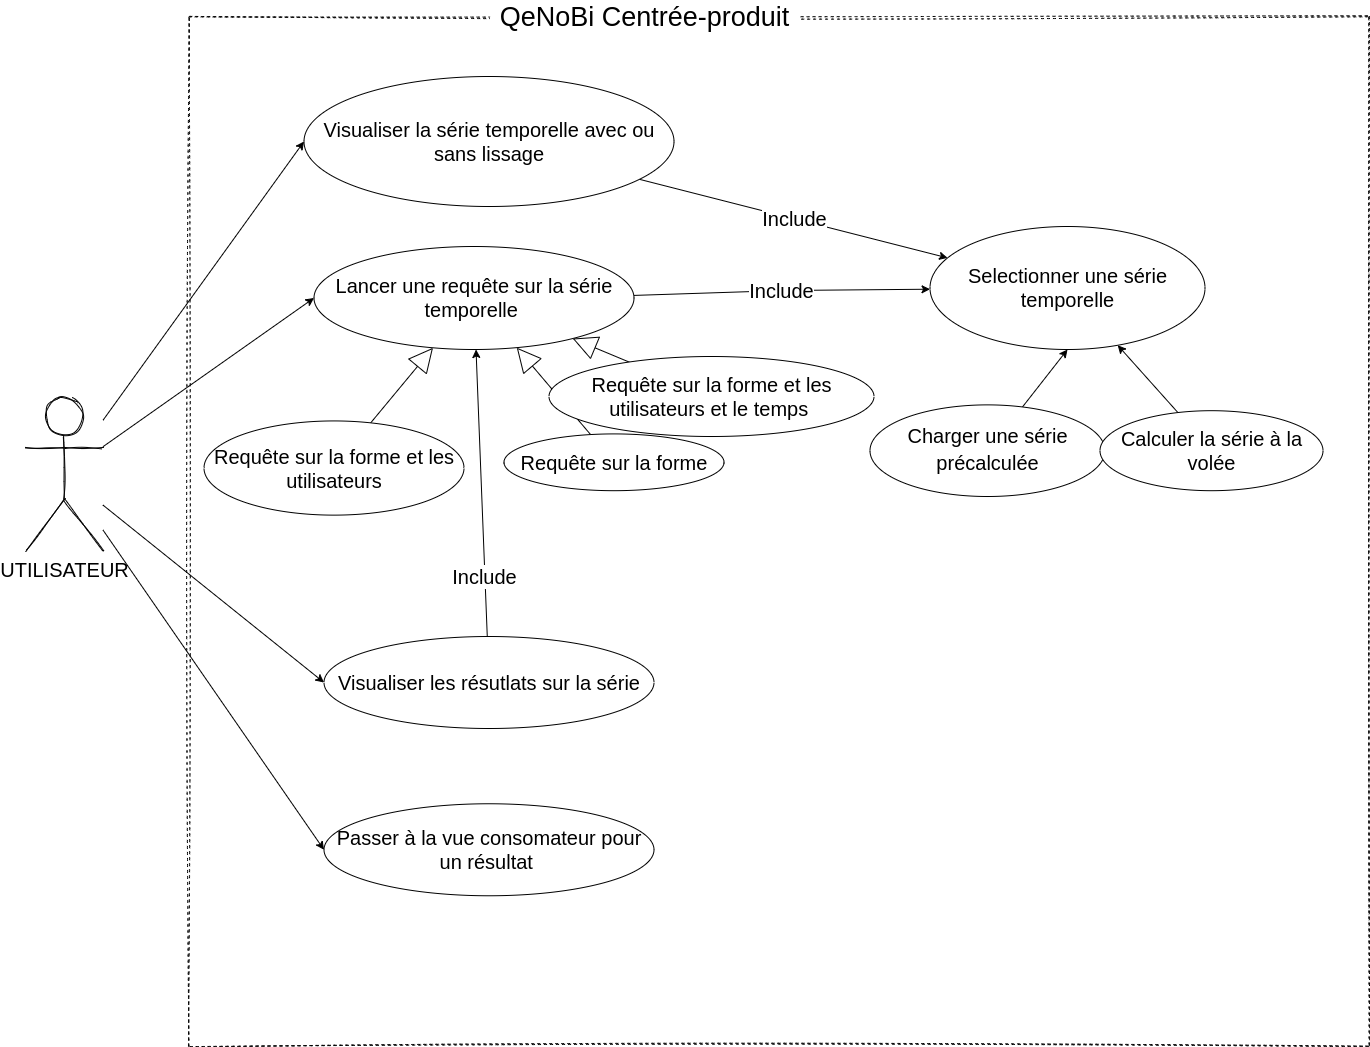 QeNoBi Centrée-produit
Visualiser la série temporelle avec ou
sans lissage
Include
Lancer une requête sur la série
temporelle
Include
Selectionner une série
temporelle
Requête sur la forme et les
utilisateurs et le temps
Requête sur la forme et les
utilisateurs
Requête sur la forme
Charger une série
précalculée
Calculer la série à la
volée
UTILISATEUR
Include
Visualiser les résutlats sur la série
Passer à la vue consomateur pour
un résultat